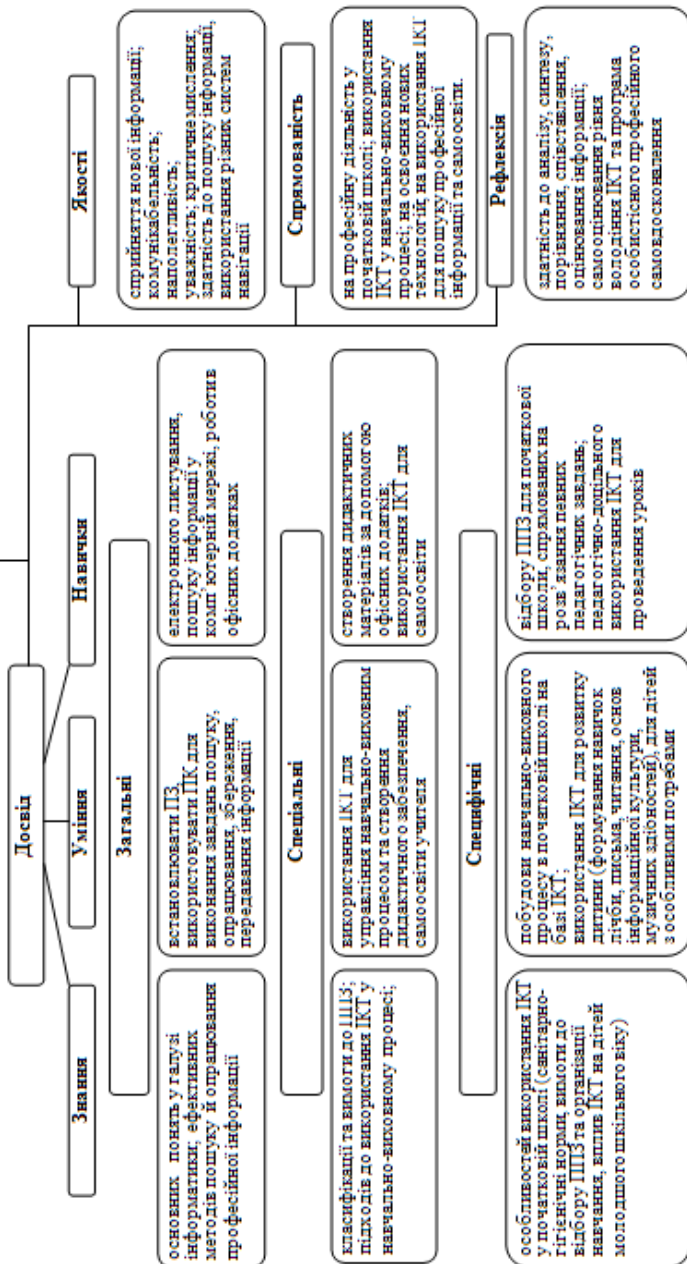 Досвід
Знання
Уміння
Навички
Загальні
основних понять у галузі
інформатики; ефективних
методів пошуку й опрацювання
професійної інформації
встановлювати ПЗ,
використовувати ПК для
виконання завдань пошуку,
опрацювання, збереження,
передавання інформації
електронного листування,
пошуку інформації у
комп'ютерній мережі, роботи в
офісних додатках
Спеціальні
класифікації та вимоги до ППЗ;
підходів до використання ІКТ у
навчально-виховному процесі;
використання ІКТ для
управління навчально-виховним
процесом та створення
дидактичного забезпечення,
самоосвіти учителя
створення дидактичних
матеріалів за допомогою
офісних додатків;
використання ІКТ для
самоосвіти
Специфічні
особливостей використання ІКТ
у початковій школі (санітарно-
гігієнічні норми, вимоги до
відбору ППЗ та організації
навчання, вплив ІКТ на дітей
молодшого шкільного віку)
побудови навчально-виховного
процесу в початковій школі на
базі ІКТ;
використання ІКТ для розвитку
дитини (формування навичок
лічби, письма, читання, основ
інформаційної культури,
музичних здібностей), для дітей
з особливими потребами
відбору ППЗ для початкової
школи, спрямованих на
розв'язання певних
педагогічних завдань;
педагогічно-доцільного
використання ІКТ для
проведення уроків
Якості
сприйняття нової інформації;
комунікабельність;
наполегливість;
уважність; критичне мислення;
здатність до пошуку інформації,
використання різних систем
навігації
Спрямованість
на професійну діяльність у
початковій школі; використання
ІКТ у навчально-виховному
процесі; на освоєння нових
технологій; на використання ІКТ
для пошуку професійної
інформації та самоосвіти.
Рефлексія
здатність до аналізу, синтезу,
порівняння, співставлення,
оцінювання інформації;
самооцінювання рівня
володіння ІКТ та програма
особистісного професійного
самовдосконалення